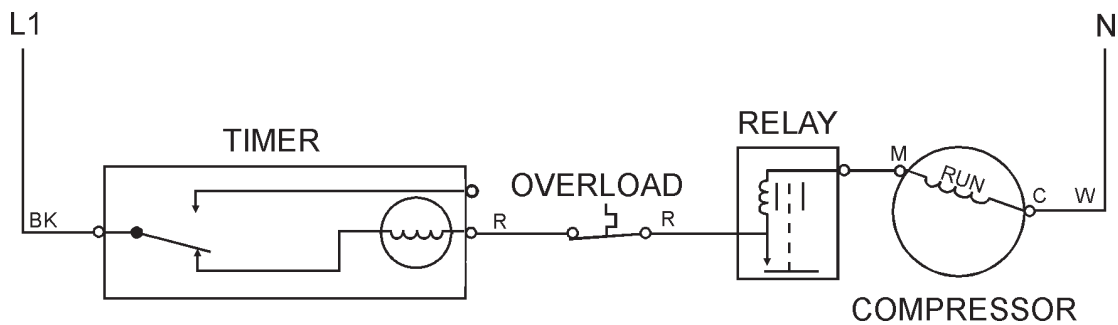 L1
N
TIMER
OVERLOAD
RELAY
M
RUN
C
W
BK
R
R
COMPRESSOR